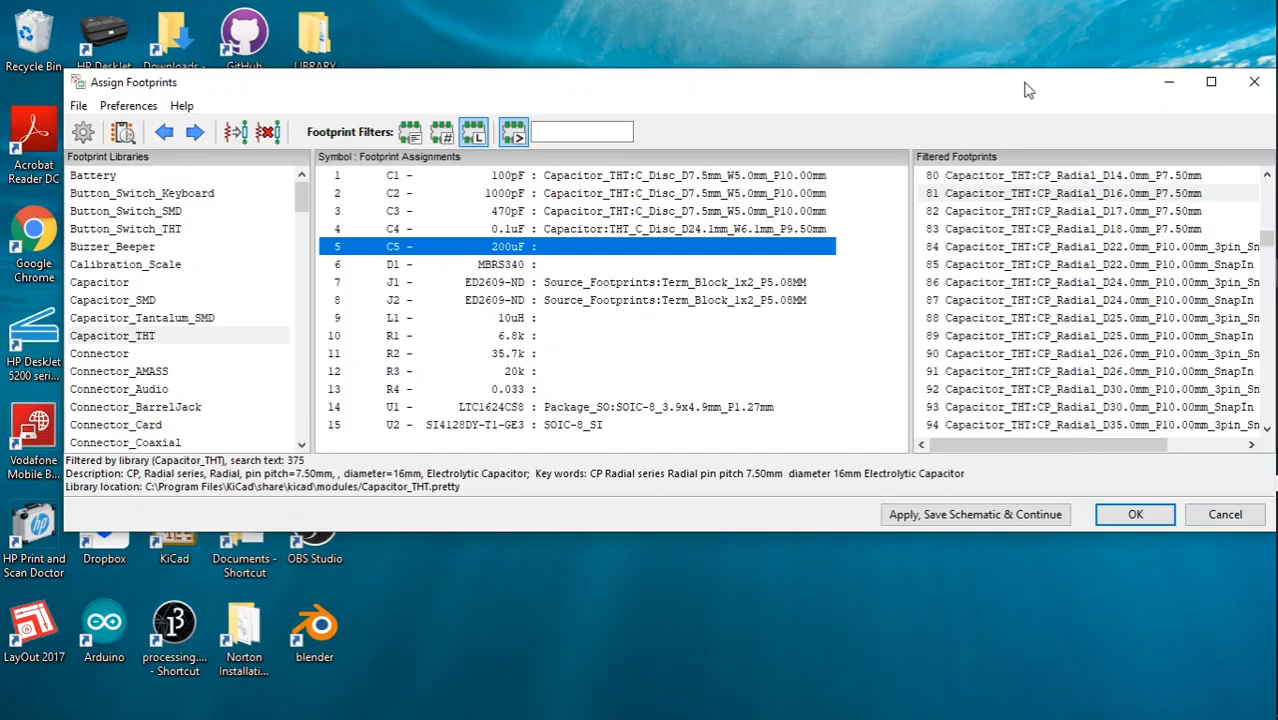 Recycle Bin
HP DeskJet
Downloads -
GitHub
LIBRARY
Assign Footprints
File Preferences Help
Footprint Filters:
Footprint Libraries
Battery
Button_Switch_Keyboard
Button_Switch_SMD
Button_Switch_THT
Buzzer_Beeper
Calibration_Scale
Capacitor
Capacitor_SMD
Capacitor_Tantalum_SMD
Capacitor_THT
Connector
Connector_AMASS
Connector_Audio
Connector_BarrelJack
Connector_Card
Connector_Coaxial
Symbol : Footprint Assignments
1 C1 - 100pF : Capacitor_THT:C_Disc_D7.5mm_W5.0mm_P10.00mm
2 C2 - 1000pF : Capacitor_THT:C_Disc_D7.5mm_W5.0mm_P10.00mm
3 C3 - 470pF : Capacitor_THT:C_Disc_D7.5mm_W5.0mm_P10.00mm
4 C4 - 0.1uF : Capacitor:THT_C_Disc_D24.1mm_W6.1mm_P9.50mm
5 C5 - 200uF :
6 D1 - MBRS340 :
7 J1 - ED2609-ND : Source_Footprints:Term_Block_1x2_P5.08MM
8 J2 - ED2609-ND : Source_Footprints:Term_Block_1x2_P5.08MM
9 L1 - 10uH :
10 R1 - 6.8k :
11 R2 - 35.7k :
12 R3 - 20k :
13 R4 - 0.033 :
14 U1 - LTC1624CS8 : Package_SO:SOIC-8_3.9x4.9mm_P1.27mm
15 U2 - SI4128DY-T1-GE3 : SOIC-8_SI
Filtered Footprints
80 Capacitor_THT:CP_Radial_D14.0mm_P7.50mm
81 Capacitor_THT:CP_Radial_D16.0mm_P7.50mm
82 Capacitor_THT:CP_Radial_D17.0mm_P7.50mm
83 Capacitor_THT:CP_Radial_D18.0mm_P7.50mm
84 Capacitor_THT:CP_Radial_D22.0mm_P10.00mm_3pin_Sn
85 Capacitor_THT:CP_Radial_D22.0mm_P10.00mm_SnapIn
86 Capacitor_THT:CP_Radial_D24.0mm_P10.00mm_3pin_Sn
87 Capacitor_THT:CP_Radial_D24.0mm_P10.00mm_SnapIn
88 Capacitor_THT:CP_Radial_D25.0mm_P10.00mm_3pin_Sn
89 Capacitor_THT:CP_Radial_D25.0mm_P10.00mm_SnapIn
90 Capacitor_THT:CP_Radial_D26.0mm_P10.00mm_3pin_Sn
91 Capacitor_THT:CP_Radial_D26.0mm_P10.00mm_SnapIn
92 Capacitor_THT:CP_Radial_D30.0mm_P10.00mm_3pin_Sn
93 Capacitor_THT:CP_Radial_D30.0mm_P10.00mm_SnapIn
94 Capacitor_THT:CP_Radial_D35.0mm_P10.00mm_3pin_Sn
Filtered by library (Capacitor_THT), search text: 375
Description: CP, Radial series, Radial, pin pitch=7.50mm, , diameter=16mm, Electrolytic Capacitor; Key words: CP Radial series Radial pin pitch 7.50mm diameter 16mm Electrolytic Capacitor
Library location: C:\Program Files\KiCad\share\kicad\modules/Capacitor_THT.pretty
Apply, Save Schematic & Continue
OK
Cancel
Acrobat
Reader DC
Google
Chrome
HP DeskJet
5200 seri...
Vodafone
Mobile B...
HP Print and
Scan Doctor
Dropbox
KiCad
Documents -
Shortcut
OBS Studio
LayOut 2017
Arduino
processing....
- Shortcut
Norton
Installati...
blender